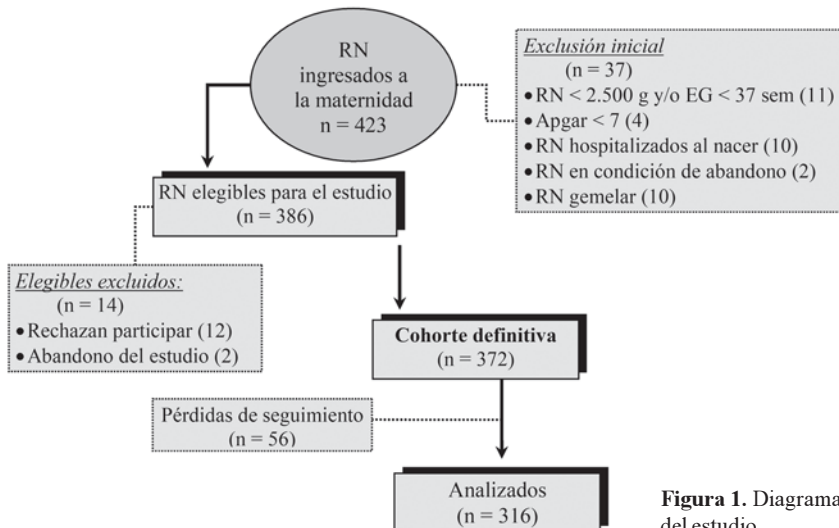 RN
ingresados a
la maternidad
n = 423
Exclusión inicial
(n = 37)
• RN < 2.500 g y/o EG < 37 sem (11)
• Apgar < 7 (4)
• RN hospitalizados al nacer (10)
• RN en condición de abandono (2)
• RN gemelar (10)
RN elegibles para el estudio
(n = 386)
Elegibles excluidos:
(n = 14)
• Rechazan participar (12)
• Abandono del estudio (2)
Cohorte definitiva
(n = 372)
Pérdidas de seguimiento
(n = 56)
Analizados
(n = 316)
Figura 1. Diagrama
del estudio